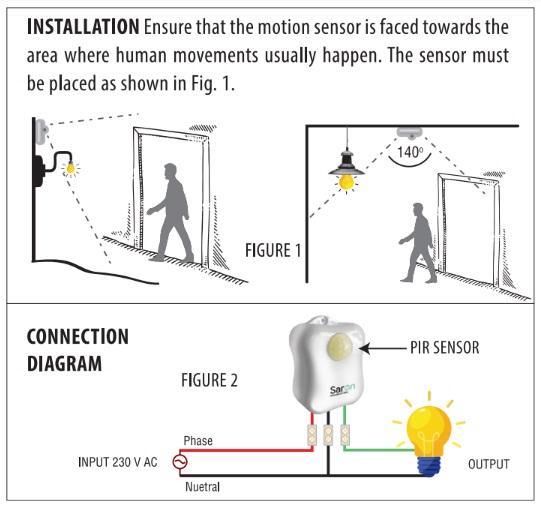 INSTALLATION Ensure that the motion sensor is faced towards the
area where human movements usually happen. The sensor must
be placed as shown in Fig. 1.
140º
FIGURE 1
CONNECTION
DIAGRAM
FIGURE 2
PIR SENSOR
Saron
Phase
INPUT 230 V AC
Nuetral
OUTPUT